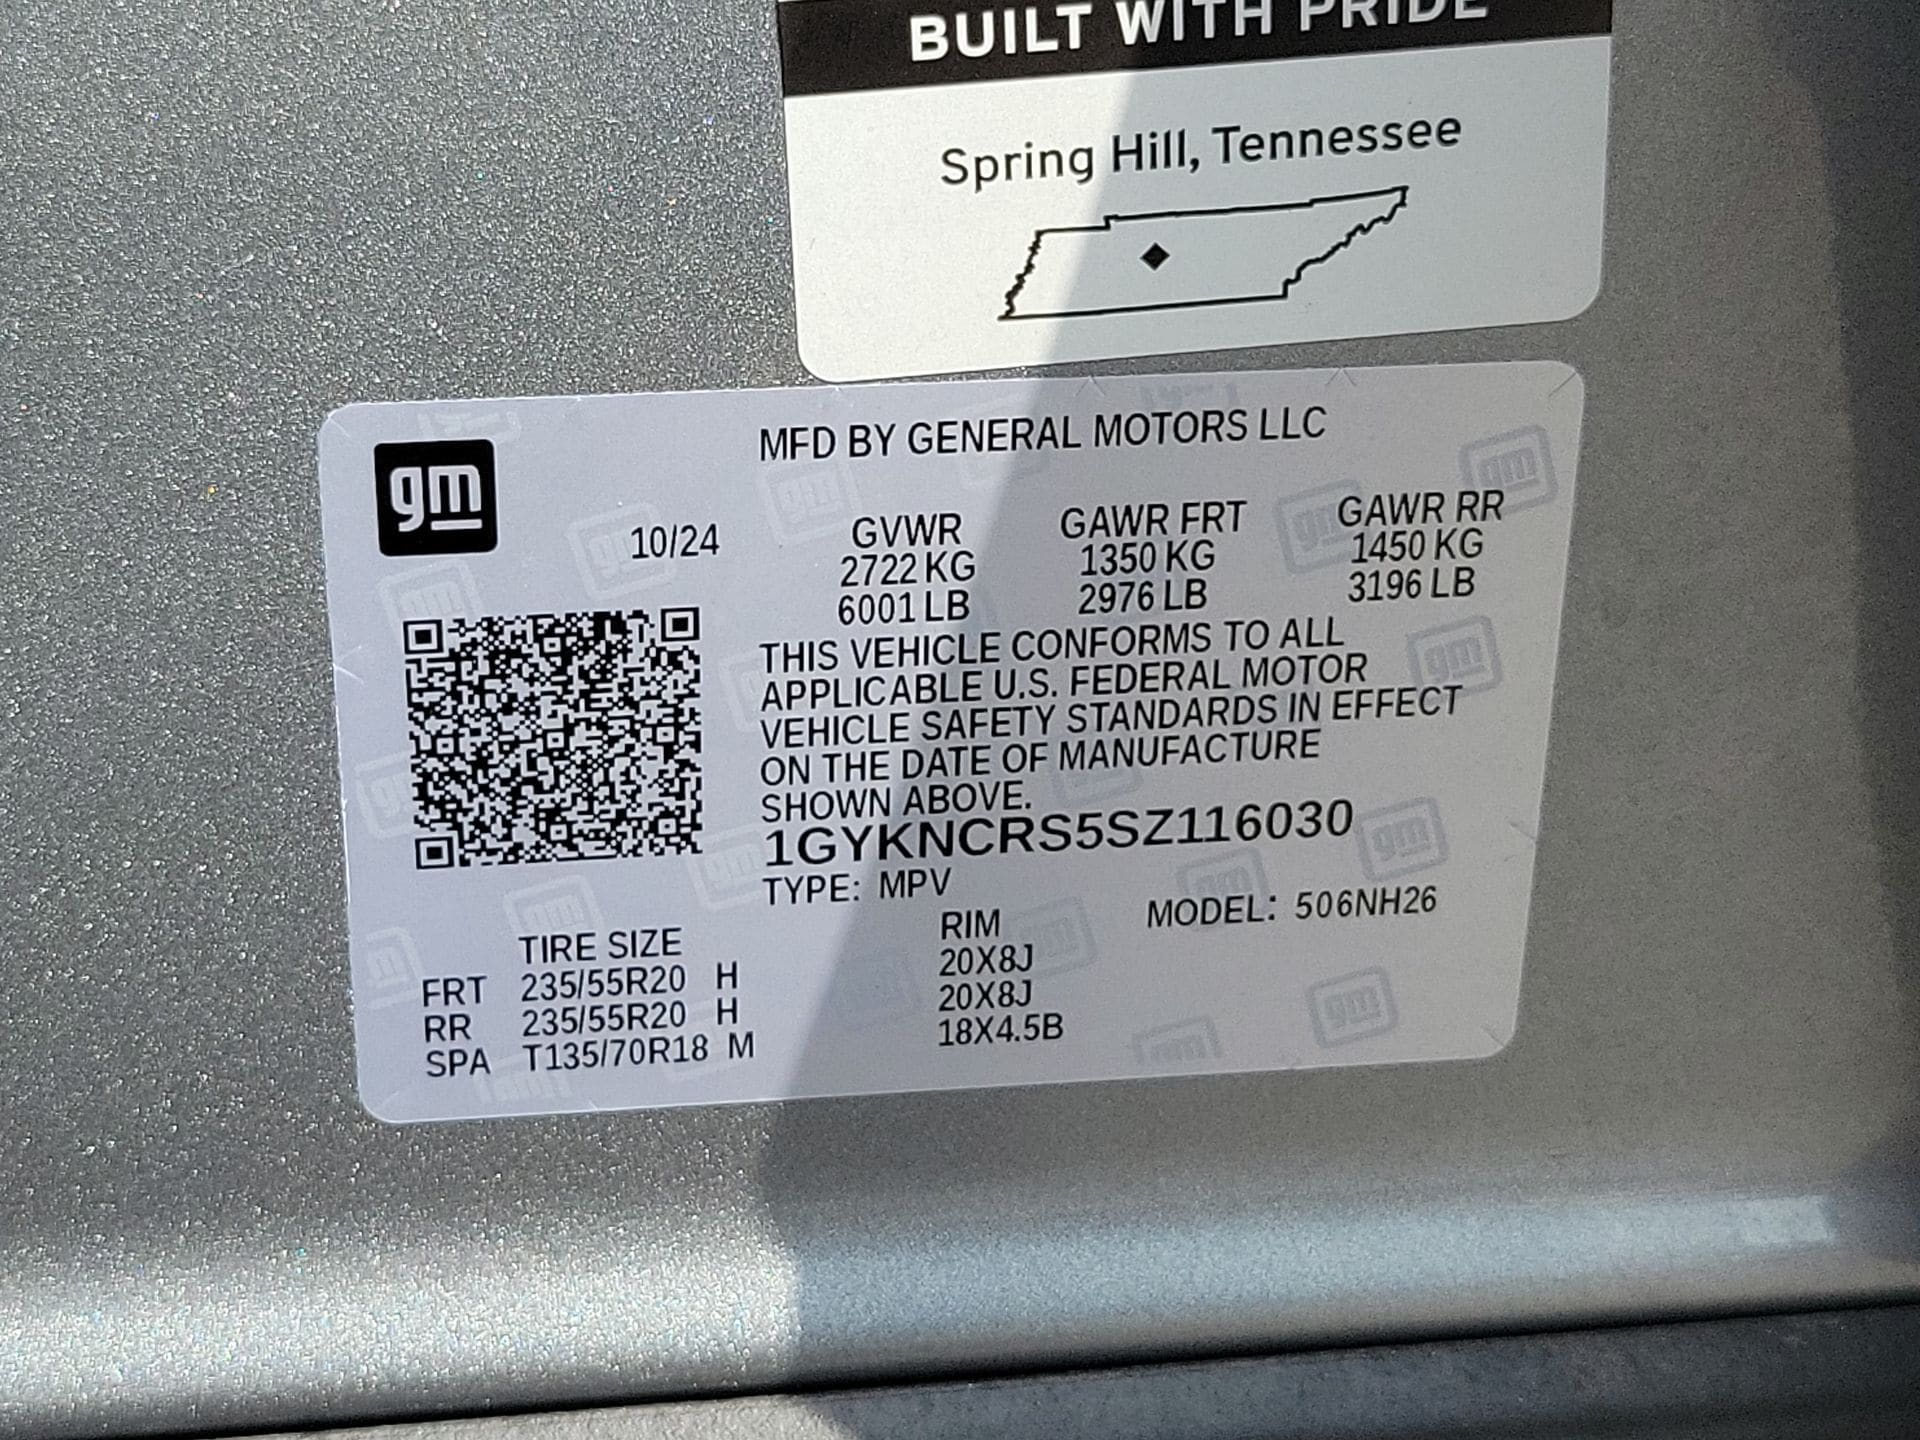 BUILT WITH PRIDE
Spring Hill, Tennessee
gm
MFD BY GENERAL MOTORS LLC
10/24 GVWR GAWR FRT GAWR RR
2722 KG 1350 KG 1450 KG
6001 LB 2976 LB 3196 LB
THIS VEHICLE CONFORMS TO ALL
APPLICABLE U.S. FEDERAL MOTOR
VEHICLE SAFETY STANDARDS IN EFFECT
ON THE DATE OF MANUFACTURE
SHOWN ABOVE.
1GYKNCRS5SZ116030
TYPE: MPV MODEL: 506NH26
TIRE SIZE RIM
FRT 235/55R20 H 20X8J
RR 235/55R20 H 20X8J
SPA T135/70R18 M 18X4.5B